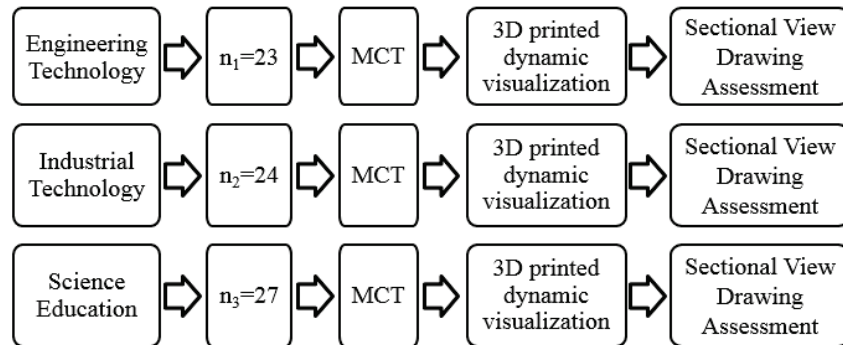 Engineering
Technology
n₁=23
MCT
3D printed
dynamic
visualization
Sectional View
Drawing
Assessment
Industrial
Technology
n₂=24
MCT
3D printed
dynamic
visualization
Sectional View
Drawing
Assessment
Science
Education
n₃=27
MCT
3D printed
dynamic
visualization
Sectional View
Drawing
Assessment